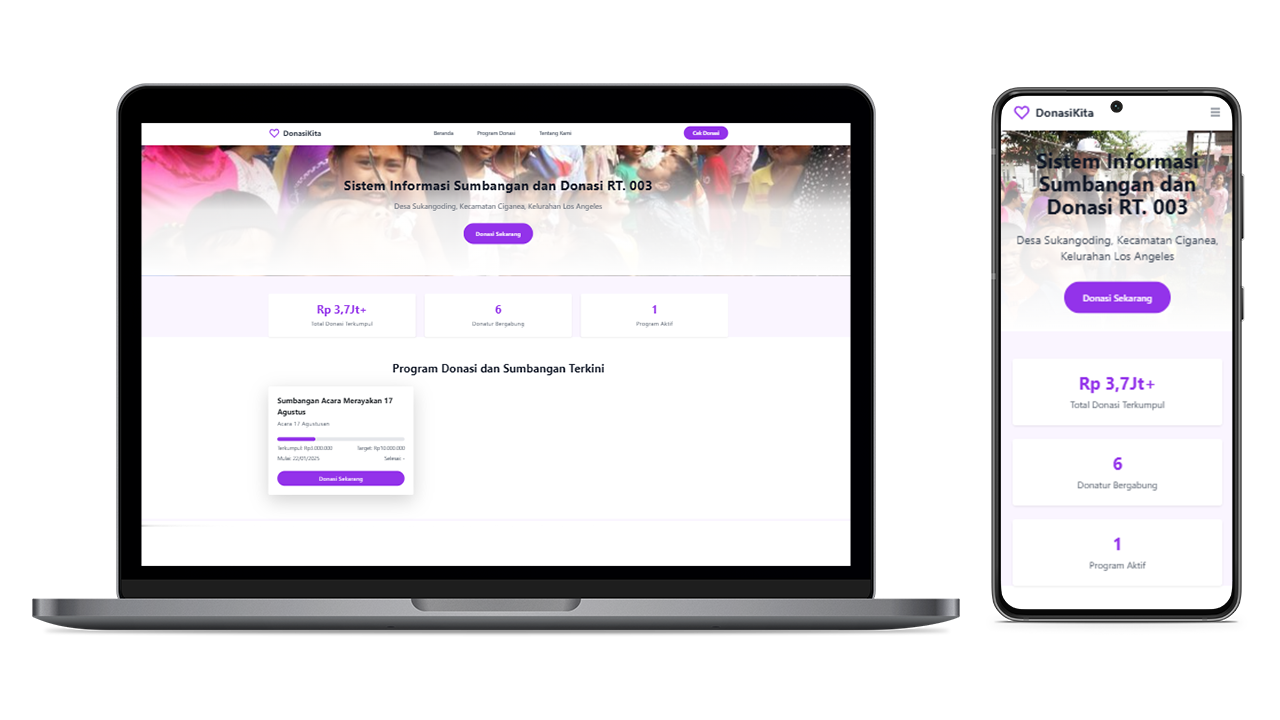 DonasiKita
Beranda
Program Donasi
Tentang Kami
Cek Donasi
Sistem Informasi Sumbangan dan Donasi RT. 003
Desa Sukangoding, Kecamatan Ciganea, Kelurahan Los Angeles
Donasi Sekarang
Rp 3,7Jt+
Total Donasi Terkumpul
6
Donatur Bergabung
1
Program Aktif
Program Donasi dan Sumbangan Terkini
Sumbangan Acara Merayakan 17
Agustus
Acara 17 Agustusan
Terkumpul: Rp3.000.000
Target: Rp10.000.000
Mulai: 22/05/2025
Selesai: -
Donasi Sekarang
DonasiKita
Sistem Informasi
Sumbangan dan
Donasi RT. 003
Desa Sukangoding, Kecamatan Ciganea,
Kelurahan Los Angeles
Donasi Sekarang
Rp 3,7Jt+
Total Donasi Terkumpul
6
Donatur Bergabung
1
Program Aktif